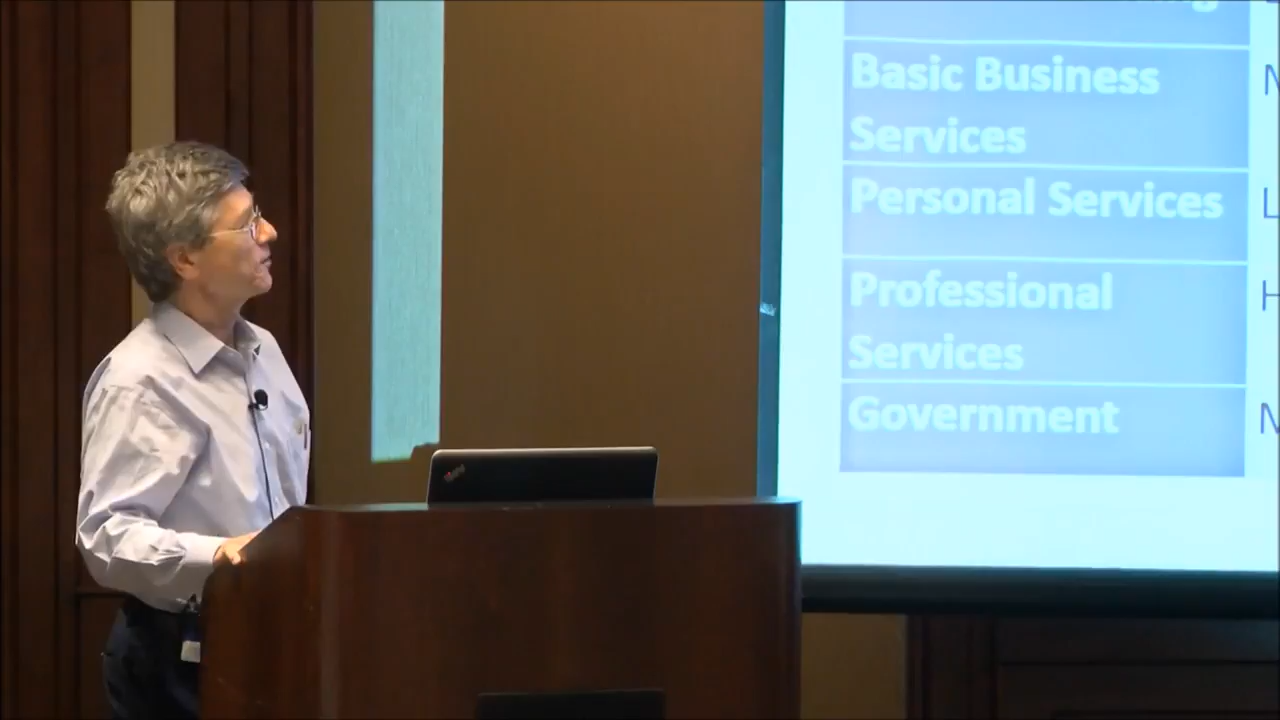 Basic Business
Services
Personal Services
Professional
Services
Government